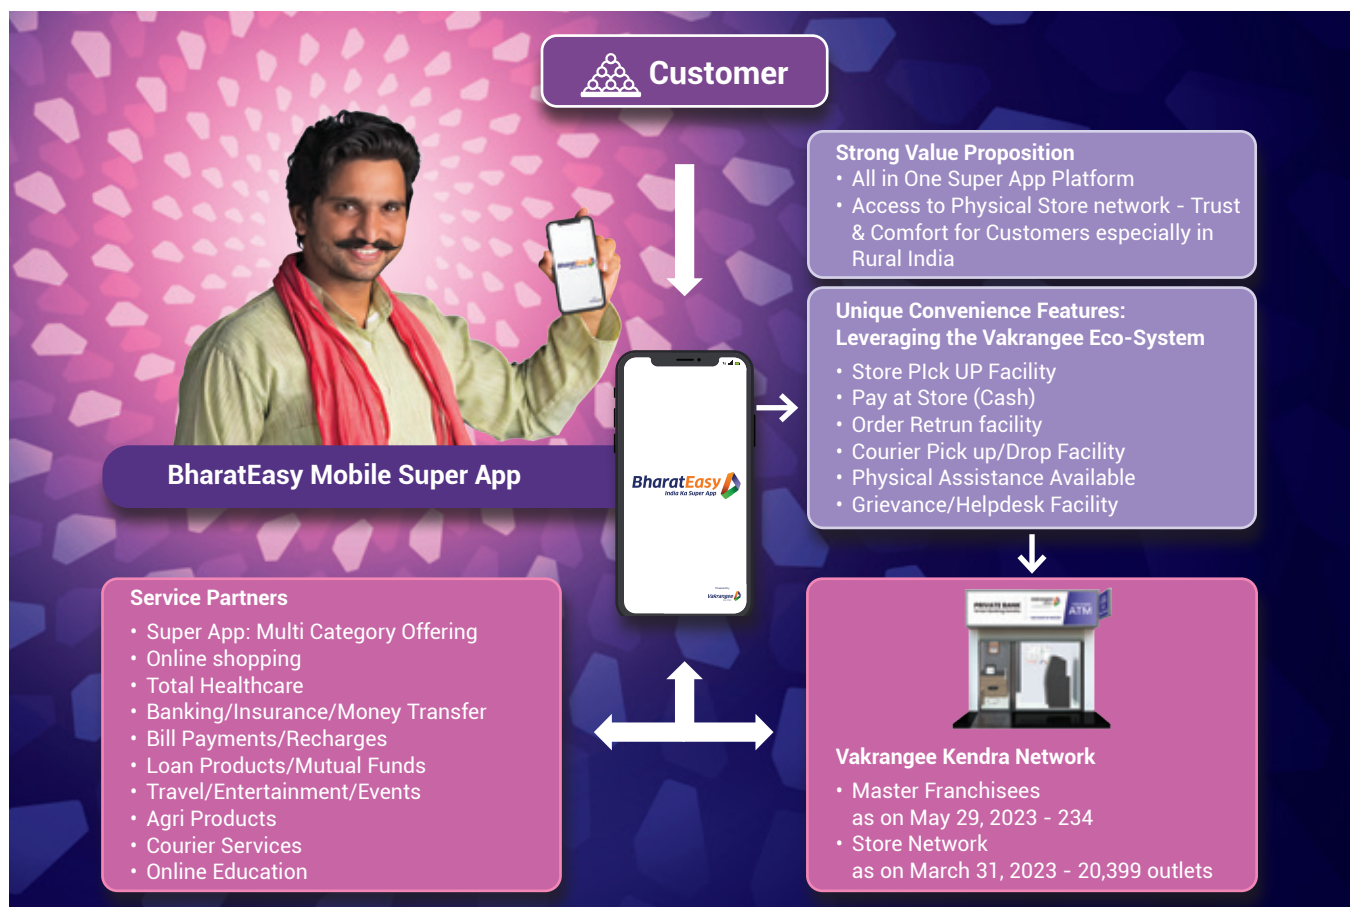 Customer
Strong Value Proposition
• All in One Super App Platform
• Access to Physical Store network - Trust
& Comfort for Customers especially in
Rural India
Unique Convenience Features:
Leveraging the Vakrangee Eco-System
• Store PIck UP Facility
• Pay at Store (Cash)
• Order Retrun facility
• Courier Pick up/Drop Facility
• Physical Assistance Available
• Grievance/Helpdesk Facility
BharatEasy
BharatEasy Mobile Super App
BharatEasy
India Ka Super App
Vakrangee
Service Partners
• Super App: Multi Category Offering
• Online shopping
• Total Healthcare
• Banking/Insurance/Money Transfer
• Bill Payments/Recharges
• Loan Products/Mutual Funds
• Travel/Entertainment/Events
• Agri Products
• Courier Services
• Online Education
PRIVATE BANK
ATM
Vakrangee Kendra Network
• Master Franchisees
as on May 29, 2023 - 234
• Store Network
as on March 31, 2023 - 20,399 outlets